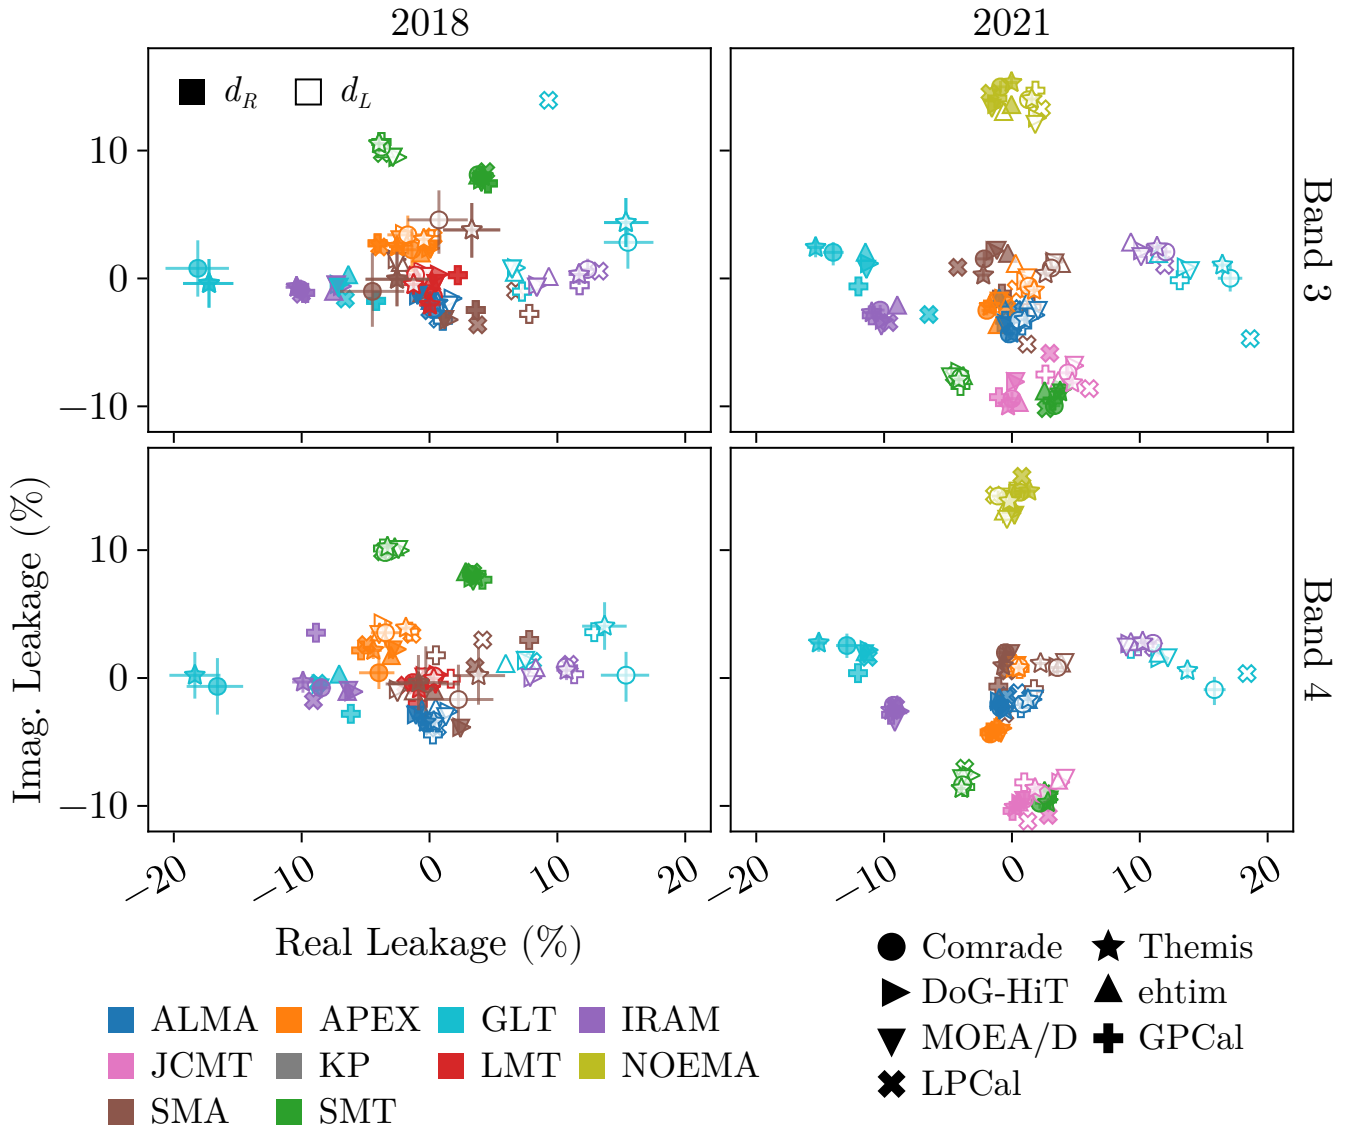 2018 2021
d_R d_L
10
0
−10
Band 3
10
0
−10
Band 4
Imag. Leakage (%)
−20 −10 0 10 20 −20 −10 0 10 20
Real Leakage (%)
Comrade Themis
DoG-HiT ehtim
MOEA/D GPCal
LPCal
ALMA APEX GLT IRAM
JCMT KP LMT NOEMA
SMA SMT